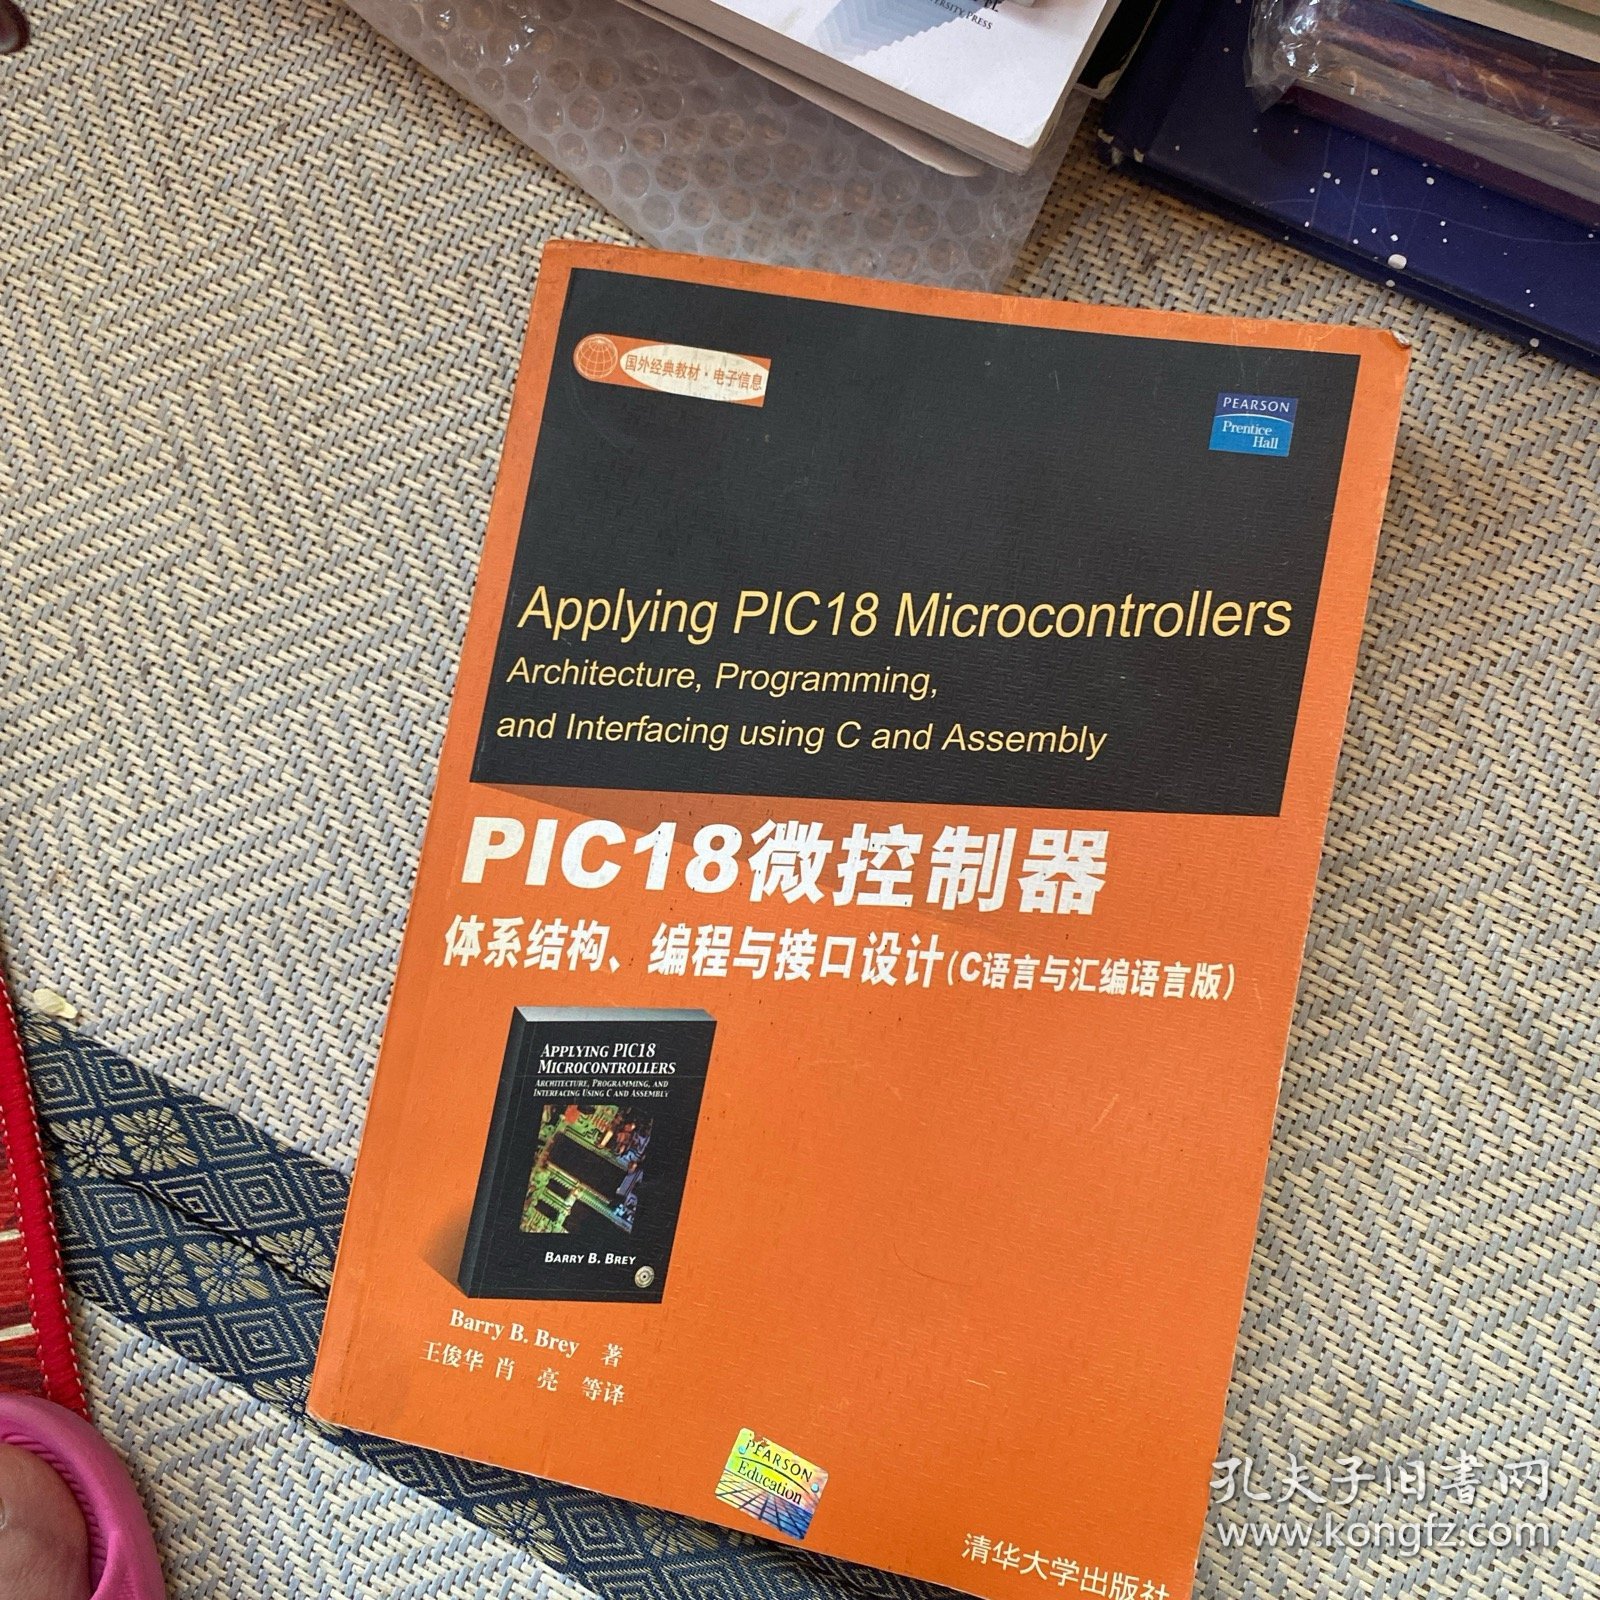 UNIVERSITY PRESS
国外经典教材·电子信息
PEARSON
Prentice
Hall
Applying PIC18 Microcontrollers
Architecture, Programming,
and Interfacing using C and Assembly
PIC18微控制器
体系结构、编程与接口设计(C语言与汇编语言版)
APPLYING PIC18
MICROCONTROLLERS
ARCHITECTURE, PROGRAMMING, AND
INTERFACING USING C AND ASSEMBLY
BARRY B. BREY
Barry B. Brey 著
王俊华 肖 亮 等译
PEARSON
Education
清华大学出版社
孔夫子旧书网
www.kongfz.com